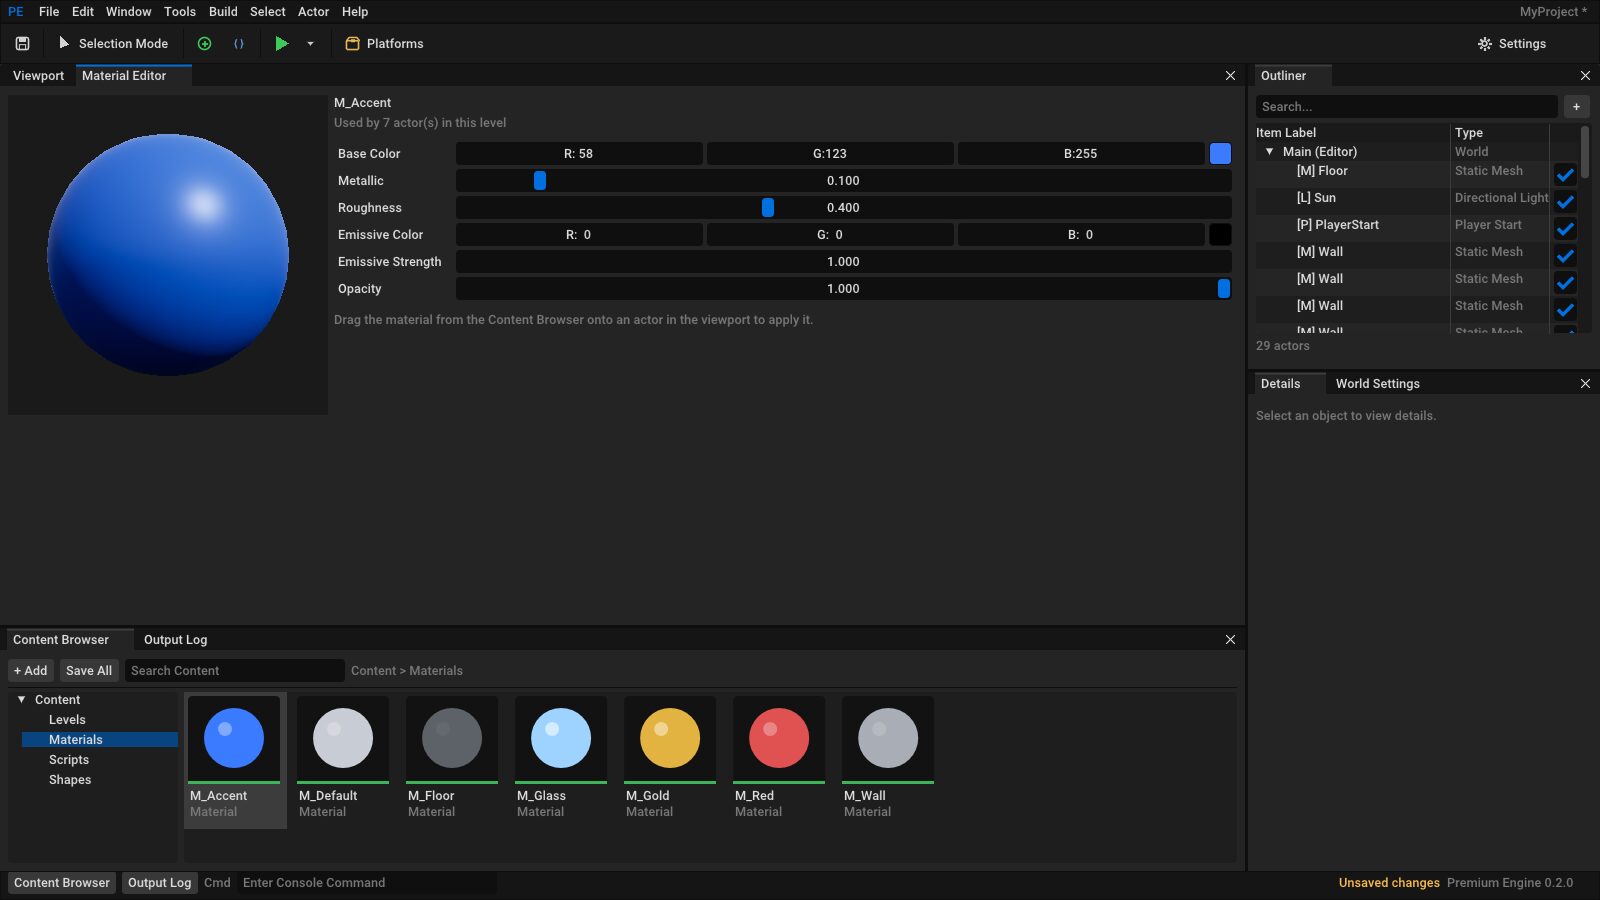 PE File Edit Window Tools Build Select Actor Help MyProject *
Selection Mode Platforms Settings
Viewport Material Editor
M_Accent
Used by 7 actor(s) in this level
Base Color R: 58 G:123 B:255
Metallic 0.100
Roughness 0.400
Emissive Color R: 0 G: 0 B: 0
Emissive Strength 1.000
Opacity 1.000
Drag the material from the Content Browser onto an actor in the viewport to apply it.
Outliner
Search... +
Item Label Type
Main (Editor) World
[M] Floor Static Mesh
[L] Sun Directional Light
[P] PlayerStart Player Start
[M] Wall Static Mesh
[M] Wall Static Mesh
[M] Wall Static Mesh
[M] Wall Static Mesh
29 actors
Details World Settings
Select an object to view details.
Content Browser Output Log
+ Add Save All Search Content Content > Materials
Content
Levels
Materials
Scripts
Shapes
M_Accent M_Default M_Floor M_Glass M_Gold M_Red M_Wall
Material Material Material Material Material Material Material
Content Browser Output Log Cmd Enter Console Command Unsaved changes Premium Engine 0.2.0